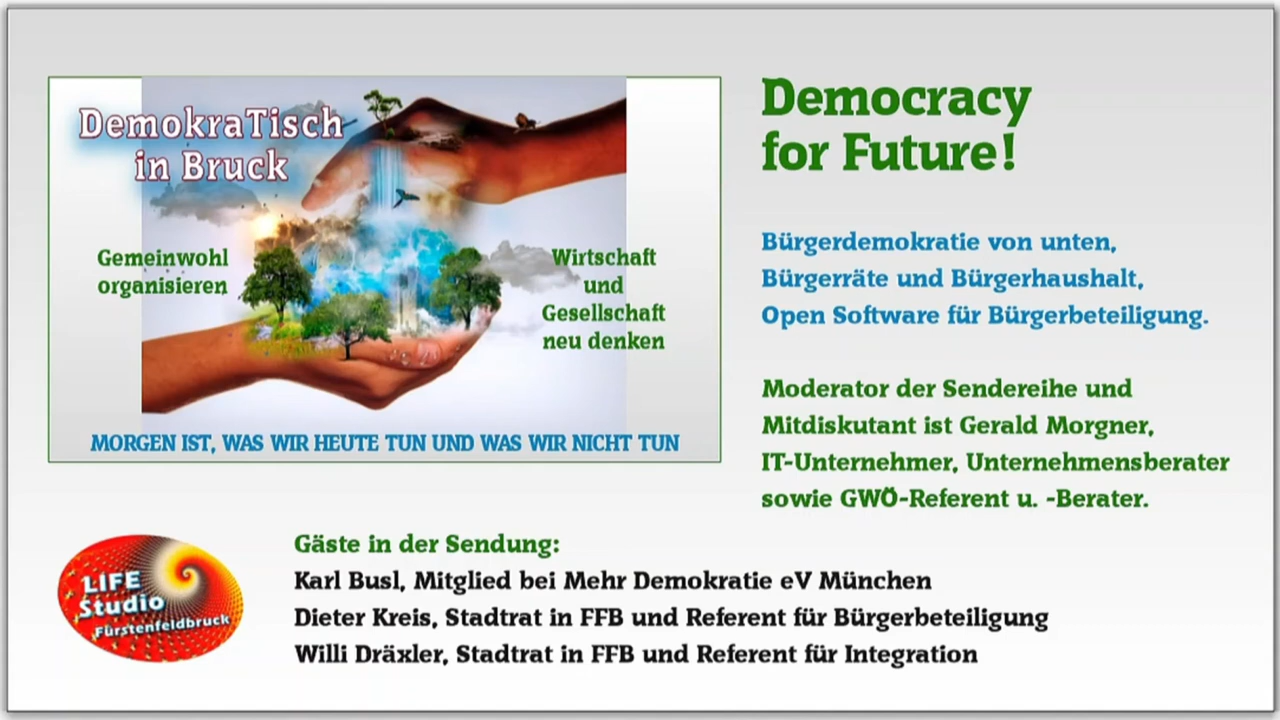 DemokraTisch
in Bruck
Gemeinwohl
organisieren
Wirtschaft
und
Gesellschaft
neu denken
MORGEN IST, WAS WIR HEUTE TUN UND WAS WIR NICHT TUN
Democracy
for Future!
Bürgerdemokratie von unten,
Bürgerräte und Bürgerhaushalt,
Open Software für Bürgerbeteiligung.
Moderator der Sendereihe und
Mitdiskutant ist Gerald Morgner,
IT-Unternehmer, Unternehmensberater
sowie GWÖ-Referent u. -Berater.
LIFE
Studio
Fürstenfeldbruck
Gäste in der Sendung:
Karl Busl, Mitglied bei Mehr Demokratie eV München
Dieter Kreis, Stadtrat in FFB und Referent für Bürgerbeteiligung
Willi Dräxler, Stadtrat in FFB und Referent für Integration